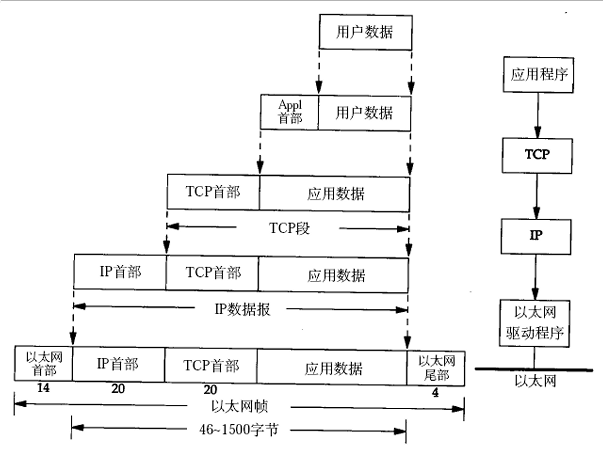 用户数据
Appl
首部
用户数据
应用程序
TCP首部
应用数据
TCP
TCP段
IP首部
TCP首部
应用数据
IP
IP数据报
以太网
驱动程序
以太网
首部
IP首部
TCP首部
应用数据
以太网
尾部
以太网
14
20
20
4
以太网帧
46~1500字节